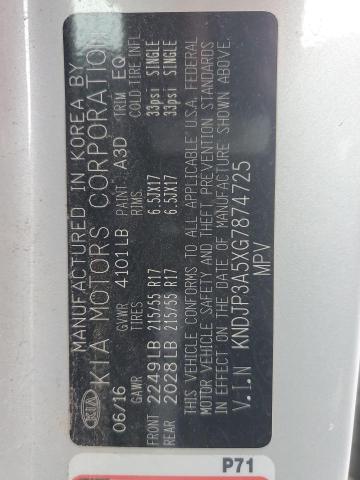 MANUFACTURED IN KOREA BY
KIA KIA MOTORS CORPORATION
06/16 GVWR 4101LB PAINT: A3D TRIM EQ
GAWR TIRES RIMS COLD TIRE INFL
FRONT 2249LB 215/55 R17 6.5JX17 33psi SINGLE
REAR 2028LB 215/55 R17 6.5JX17 33psi SINGLE
THIS VEHICLE CONFORMS TO ALL APPLICABLE U.S.A. FEDERAL
MOTOR VEHICLE SAFETY AND THEFT PREVENTION STANDARDS
IN EFFECT ON THE DATE OF MANUFACTURE SHOWN ABOVE.
V.I.N KNDJP3A5XG7874725
MPV
P71